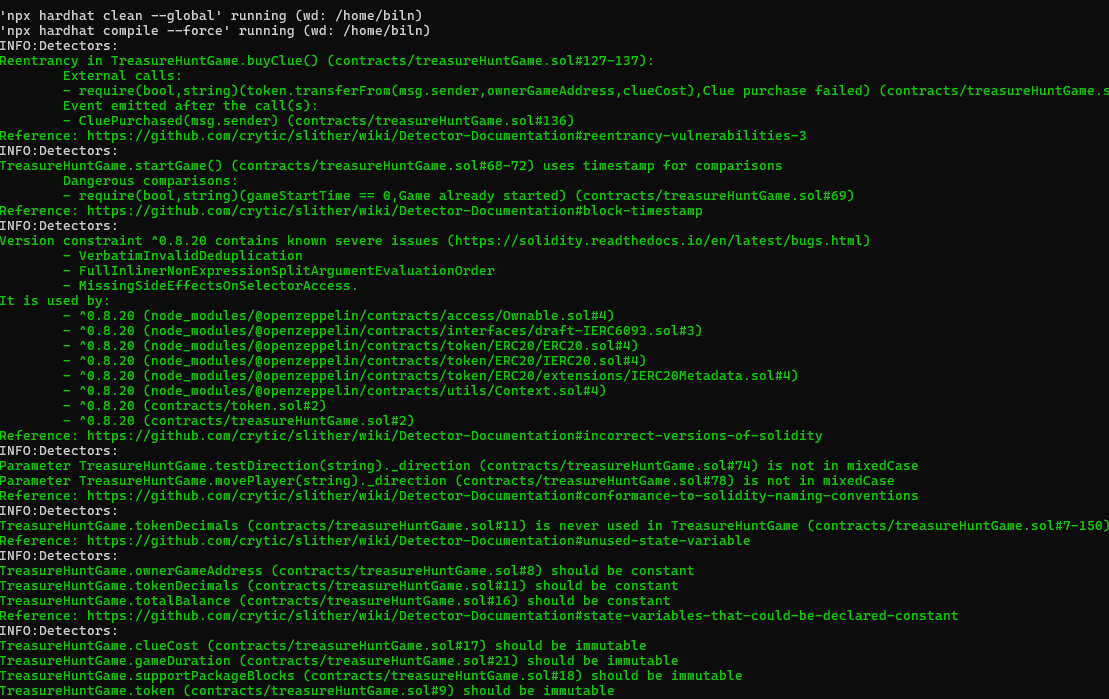 'npx hardhat clean --global' running (wd: /home/biln)
'npx hardhat compile --force' running (wd: /home/biln)
INFO:Detectors:
Reentrancy in TreasureHuntGame.buyClue() (contracts/treasureHuntGame.sol#127-137):
        External calls:
        - require(bool,string)(token.transferFrom(msg.sender,ownerGameAddress,clueCost),Clue purchase failed) (contracts/treasureHuntGame.s
        Event emitted after the call(s):
        - CluePurchased(msg.sender) (contracts/treasureHuntGame.sol#136)
Reference: https://github.com/crytic/slither/wiki/Detector-Documentation#reentrancy-vulnerabilities-3
INFO:Detectors:
TreasureHuntGame.startGame() (contracts/treasureHuntGame.sol#68-72) uses timestamp for comparisons
        Dangerous comparisons:
        - require(bool,string)(gameStartTime == 0,Game already started) (contracts/treasureHuntGame.sol#69)
Reference: https://github.com/crytic/slither/wiki/Detector-Documentation#block-timestamp
INFO:Detectors:
Version constraint ^0.8.20 contains known severe issues (https://solidity.readthedocs.io/en/latest/bugs.html)
        - VerbatimInvalidDeduplication
        - FullInlinerNonExpressionSplitArgumentEvaluationOrder
        - MissingSideEffectsOnSelectorAccess.
It is used by:
        - ^0.8.20 (node_modules/@openzeppelin/contracts/access/Ownable.sol#4)
        - ^0.8.20 (node_modules/@openzeppelin/contracts/interfaces/draft-IERC6093.sol#3)
        - ^0.8.20 (node_modules/@openzeppelin/contracts/token/ERC20/ERC20.sol#4)
        - ^0.8.20 (node_modules/@openzeppelin/contracts/token/ERC20/IERC20.sol#4)
        - ^0.8.20 (node_modules/@openzeppelin/contracts/token/ERC20/extensions/IERC20Metadata.sol#4)
        - ^0.8.20 (node_modules/@openzeppelin/contracts/utils/Context.sol#4)
        - ^0.8.20 (contracts/token.sol#2)
        - ^0.8.20 (contracts/treasureHuntGame.sol#2)
Reference: https://github.com/crytic/slither/wiki/Detector-Documentation#incorrect-versions-of-solidity
INFO:Detectors:
Parameter TreasureHuntGame.testDirection(string)._direction (contracts/treasureHuntGame.sol#74) is not in mixedCase
Parameter TreasureHuntGame.movePlayer(string)._direction (contracts/treasureHuntGame.sol#78) is not in mixedCase
Reference: https://github.com/crytic/slither/wiki/Detector-Documentation#conformance-to-solidity-naming-conventions
INFO:Detectors:
TreasureHuntGame.tokenDecimals (contracts/treasureHuntGame.sol#11) is never used in TreasureHuntGame (contracts/treasureHuntGame.sol#7-150)
Reference: https://github.com/crytic/slither/wiki/Detector-Documentation#unused-state-variable
INFO:Detectors:
TreasureHuntGame.ownerGameAddress (contracts/treasureHuntGame.sol#8) should be constant
TreasureHuntGame.tokenDecimals (contracts/treasureHuntGame.sol#11) should be constant
TreasureHuntGame.totalBalance (contracts/treasureHuntGame.sol#16) should be constant
Reference: https://github.com/crytic/slither/wiki/Detector-Documentation#state-variables-that-could-be-declared-constant
INFO:Detectors:
TreasureHuntGame.clueCost (contracts/treasureHuntGame.sol#17) should be immutable
TreasureHuntGame.gameDuration (contracts/treasureHuntGame.sol#21) should be immutable
TreasureHuntGame.supportPackageBlocks (contracts/treasureHuntGame.sol#18) should be immutable
TreasureHuntGame.token (contracts/treasureHuntGame.sol#9) should be immutable